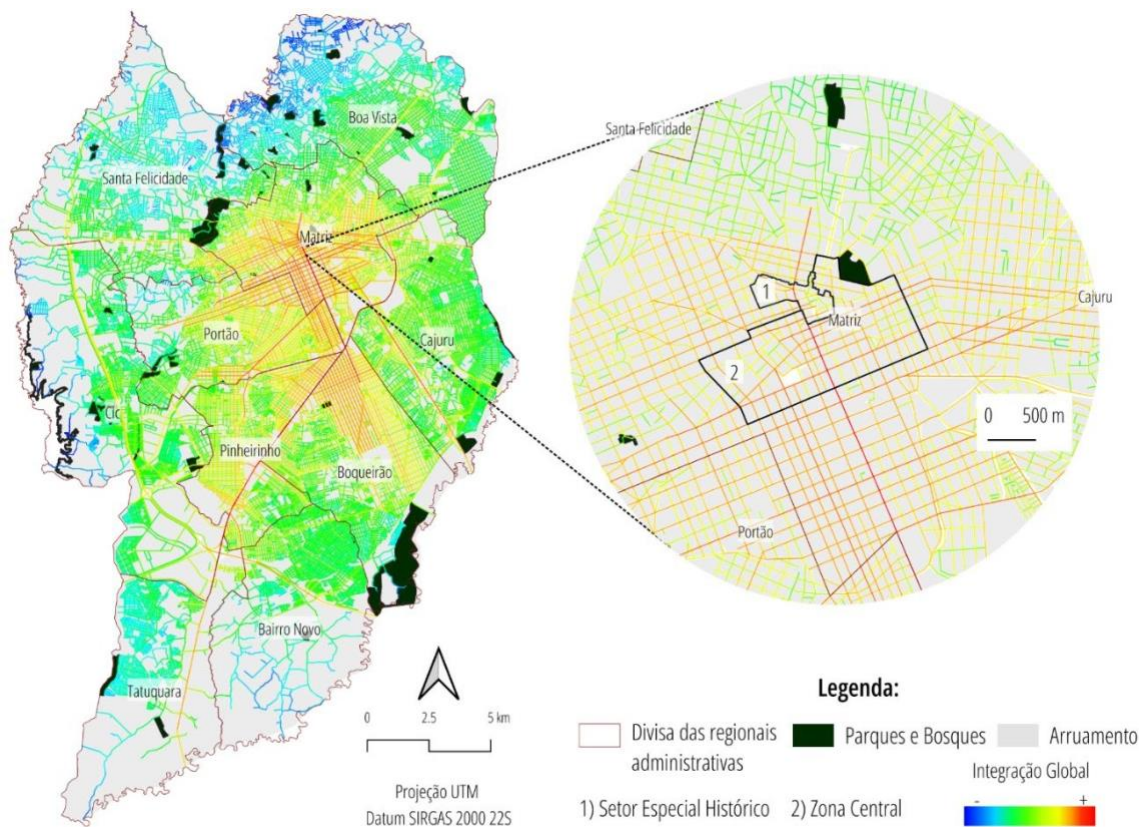 Boa Vista
Santa Felicidade
Matriz
Portão
Cajuru
Cic
Pinheirinho
Boqueirão
Bairro Novo
Tatuquara
0 2.5 5 km
Projeção UTM
Datum SIRGAS 2000 22S
Santa Felicidade
1
Matriz
Cajuru
2
0 500 m
Portão
Legenda:
Divisa das regionais
administrativas
Parques e Bosques
Arruamento
Integração Global
- +
1) Setor Especial Histórico
2) Zona Central